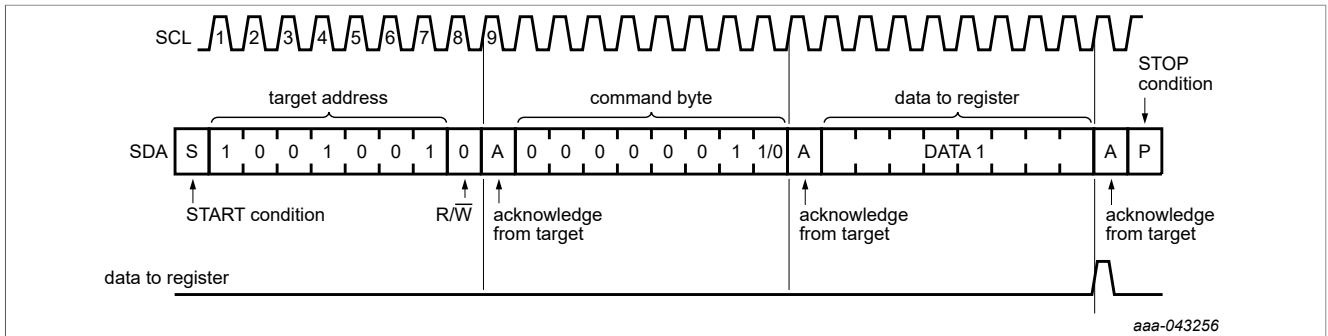 SCL 1 2 3 4 5 6 7 8 9
STOP
condition
target address command byte data to register
SDA S 1 0 0 1 0 0 1 0 A 0 0 0 0 0 0 1 1/0 A DATA 1 A P
START condition R/W̅ acknowledge from target acknowledge from target acknowledge from target
data to register
aaa-043256